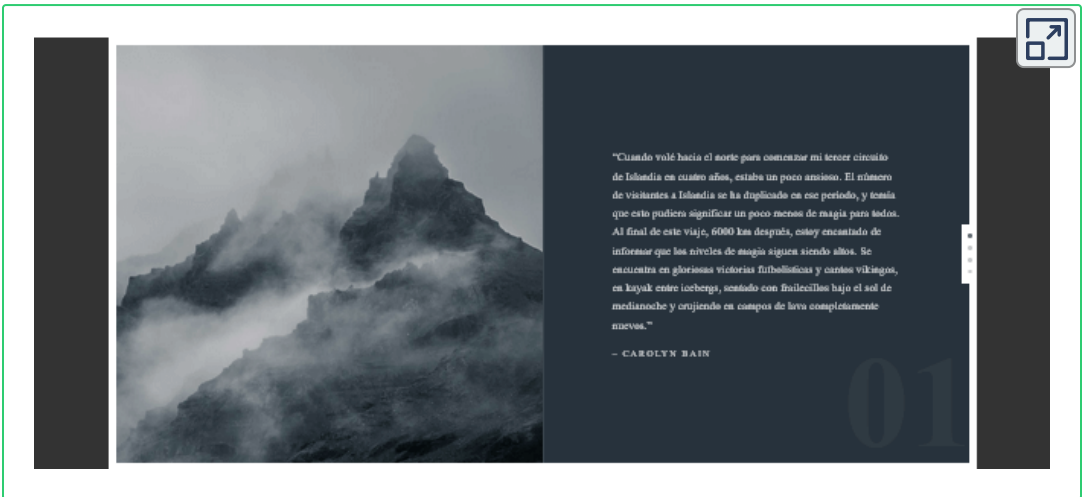 "Cuando volé hacia el norte para comenzar mi tercer circuito
de Islandia en cuatro años, estaba un poco ansioso. El número
de visitantes a Islandia se ha duplicado en ese período, y temía
que esto pudiera significar un poco menos de magia para todos.
Al final de este viaje, 6000 km después, estoy encantado de
informar que los niveles de magia siguen siendo altos. Se
encuentra en gloriosas victorias futbolísticas y cantos vikingos,
en kayak entre icebergs, sentado con frailecillos bajo el sol de
medianoche y crujiendo en campos de lava completamente
nuevos."
– CAROLYN BAIN
01